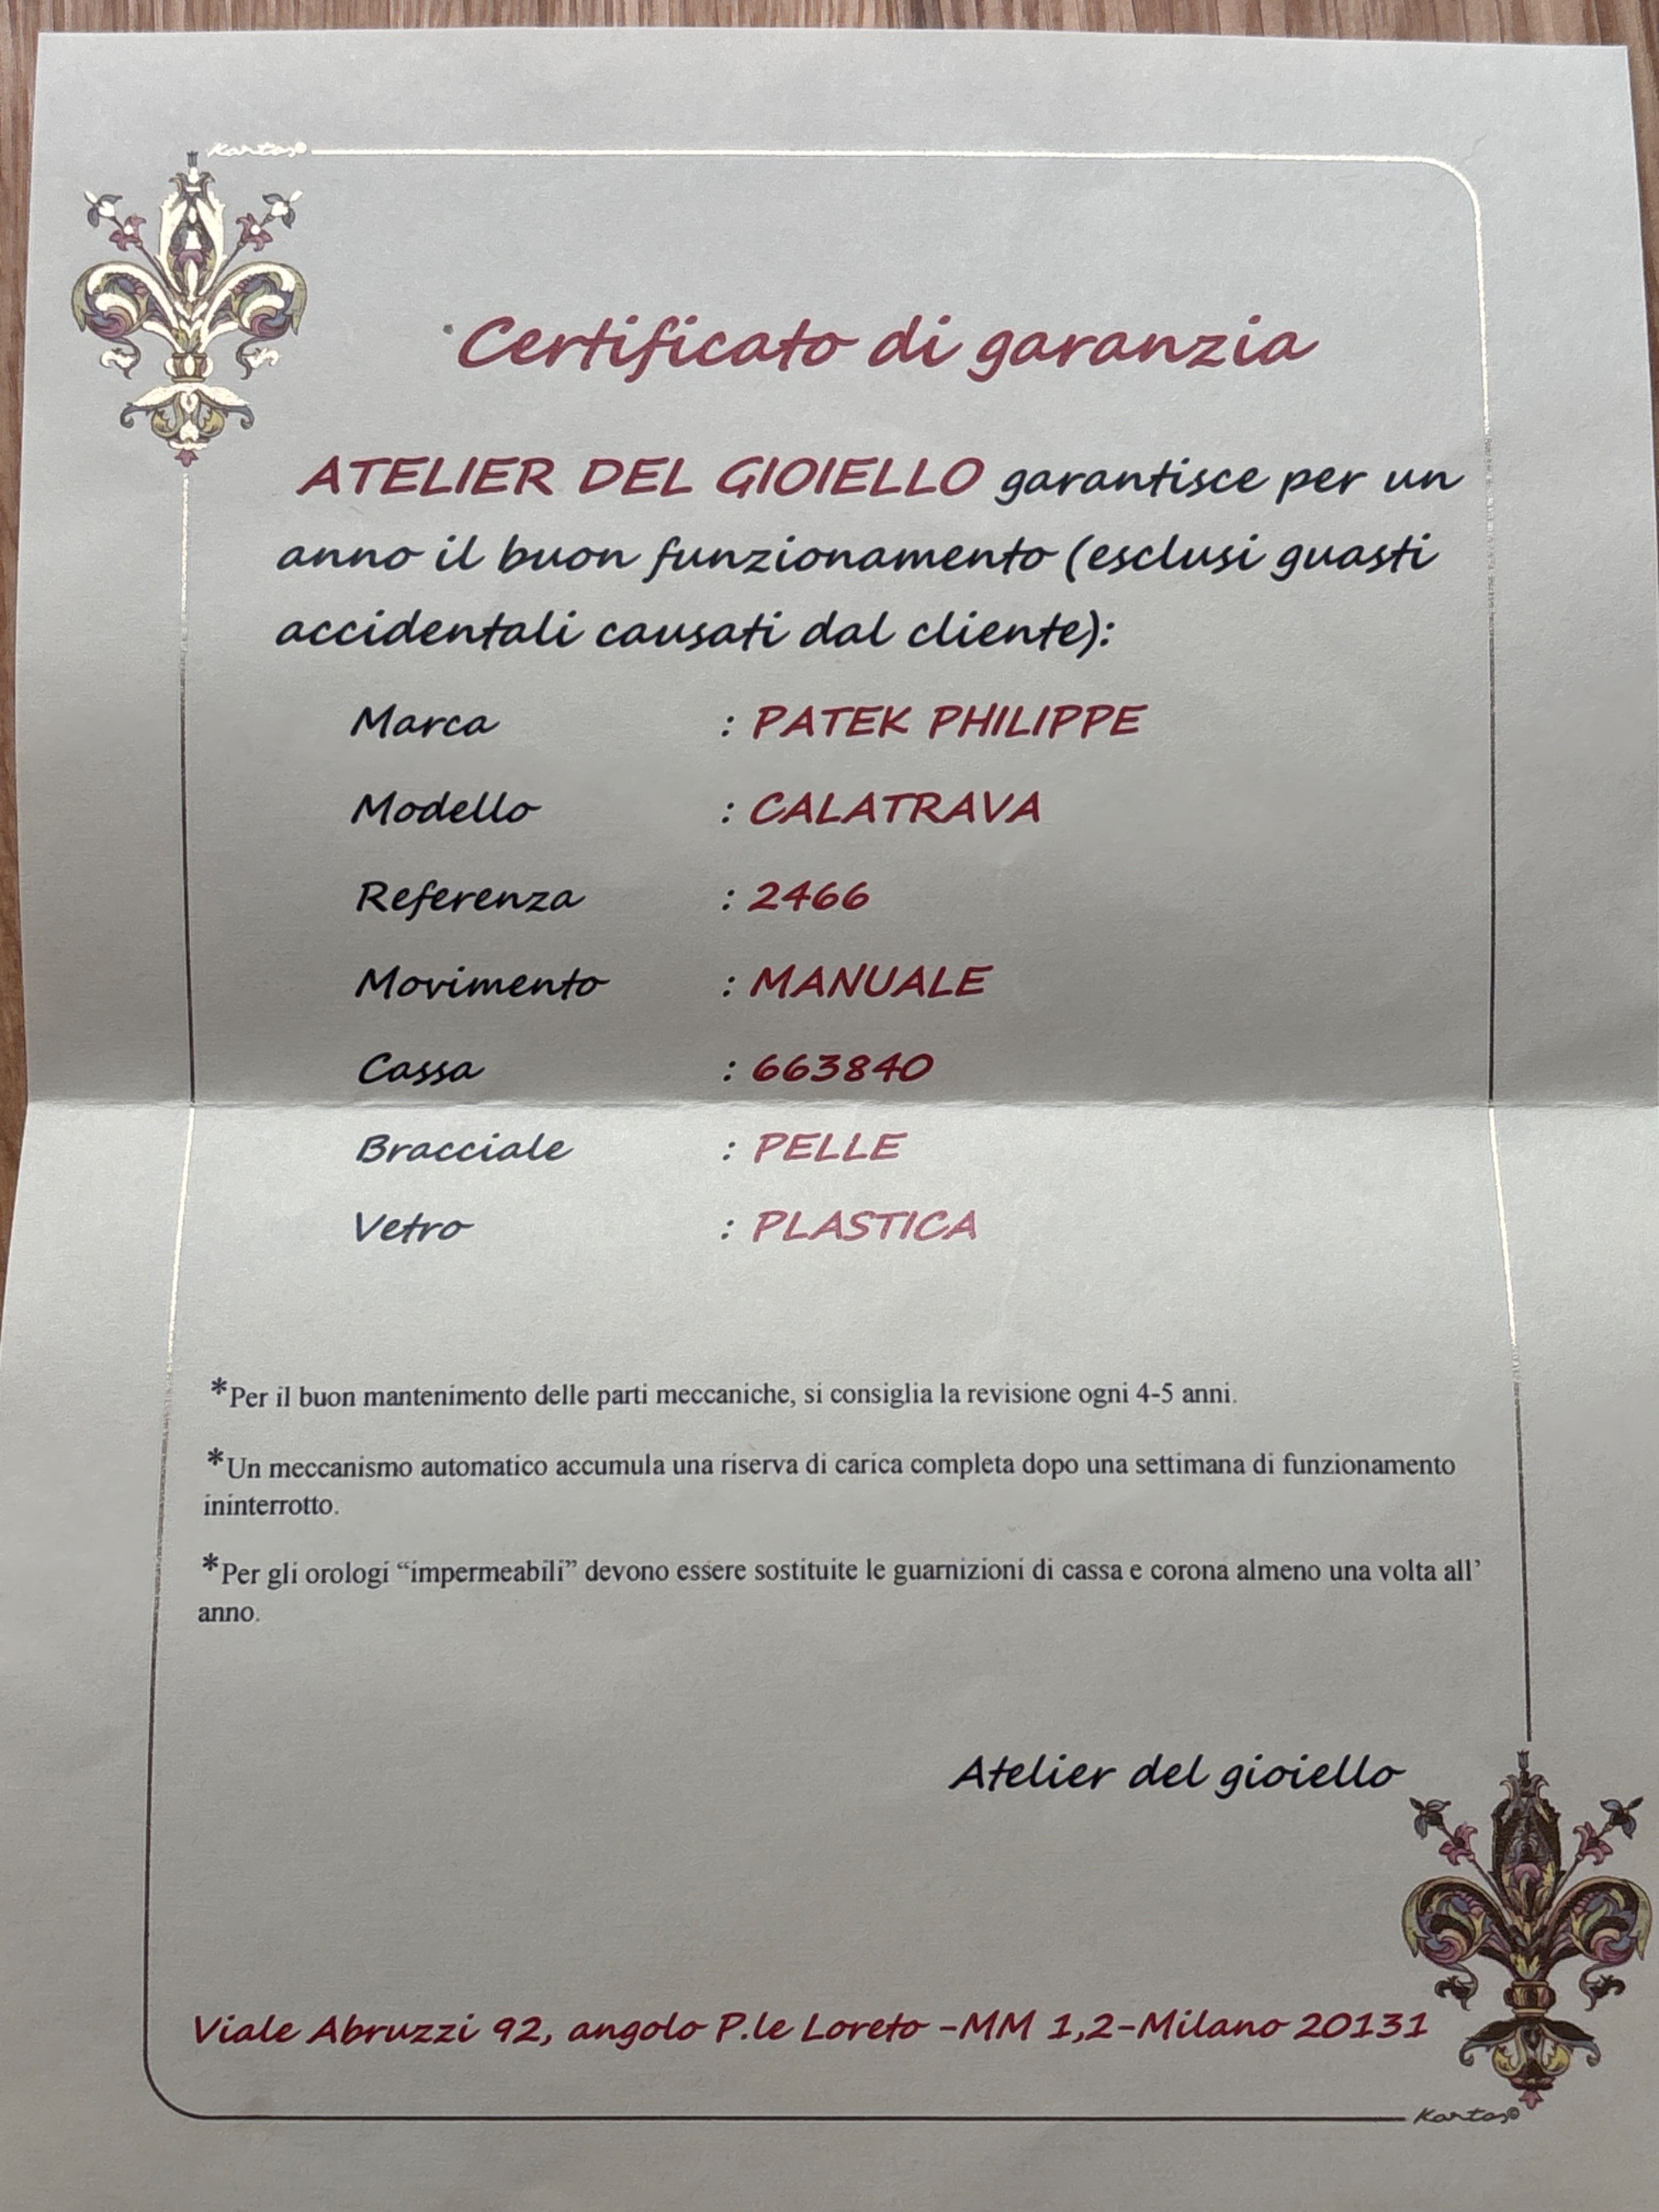 Kartos©
Certificato di garanzia
ATELIER DEL GIOIELLO garantisce per un
anno il buon funzionamento (esclusi guasti
accidentali causati dal cliente):
Marca : PATEK PHILIPPE
Modello : CALATRAVA
Referenza : 2466
Movimento : MANUALE
Cassa : 663840
Bracciale : PELLE
Vetro : PLASTICA
*Per il buon mantenimento delle parti meccaniche, si consiglia la revisione ogni 4-5 anni.
*Un meccanismo automatico accumula una riserva di carica completa dopo una settimana di funzionamento
ininterrotto.
*Per gli orologi “impermeabili” devono essere sostituite le guarnizioni di cassa e corona almeno una volta all’
anno.
Atelier del gioiello
Viale Abruzzi 92, angolo P.le Loreto -MM 1,2-Milano 20131
Kartos©